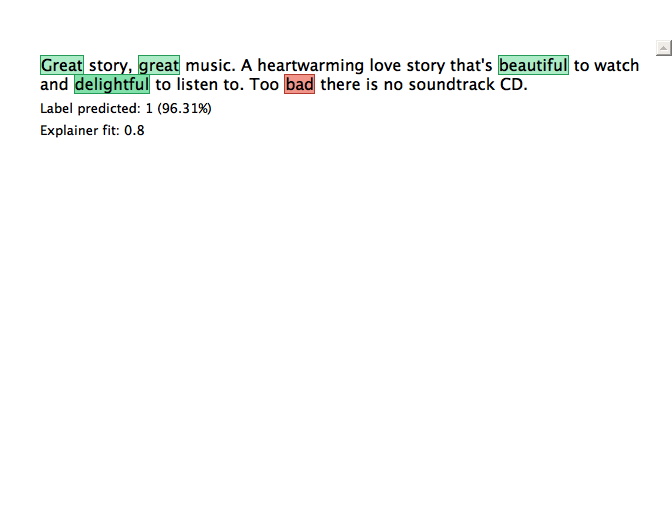 Great story, great music. A heartwarming love story that's beautiful to watch
and delightful to listen to. Too bad there is no soundtrack CD.
Label predicted: 1 (96.31%)
Explainer fit: 0.8